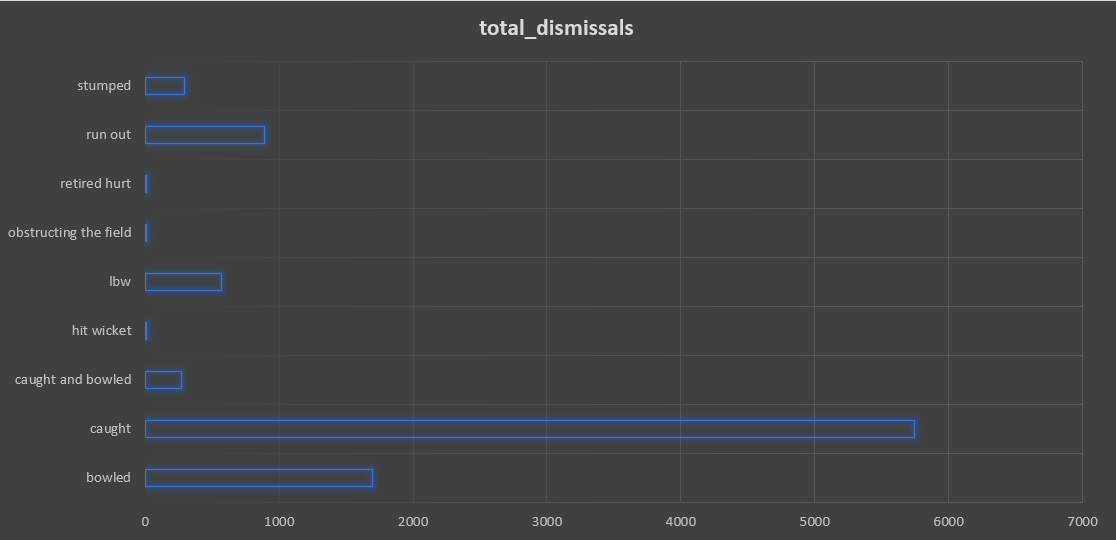 total_dismissals
stumped
run out
retired hurt
obstructing the field
lbw
hit wicket
caught and bowled
caught
bowled
0 1000 2000 3000 4000 5000 6000 7000